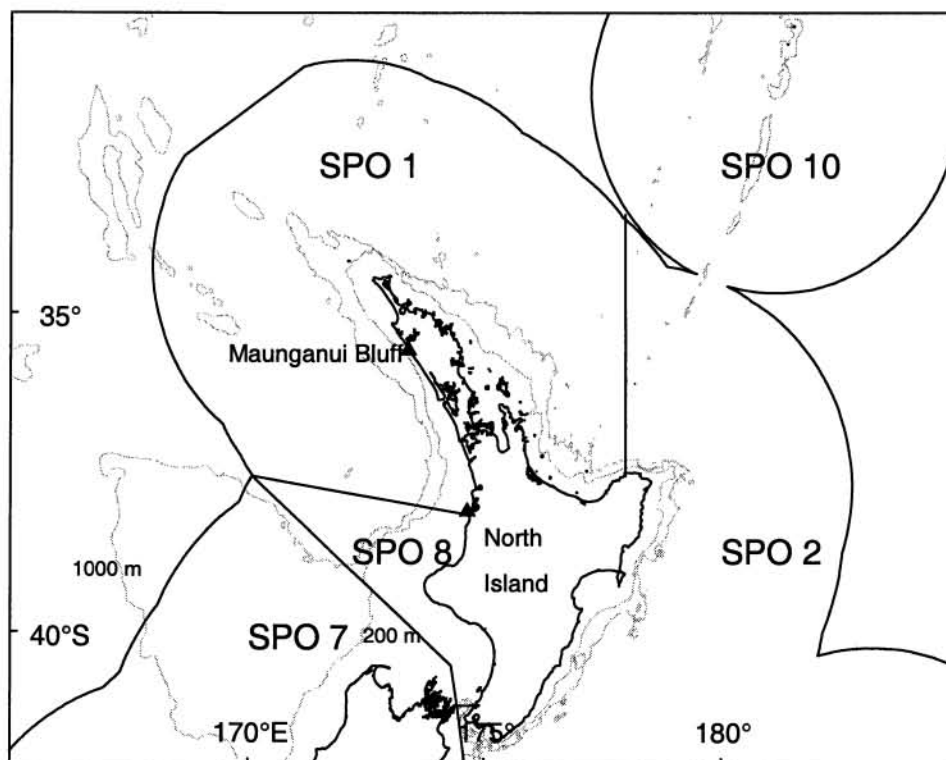 SPO 1
SPO 10
35°
Maunganui Bluff
SPO 8
North
Island
SPO 2
1000 m
40°S
SPO 7
200 m
170°E
175°
180°